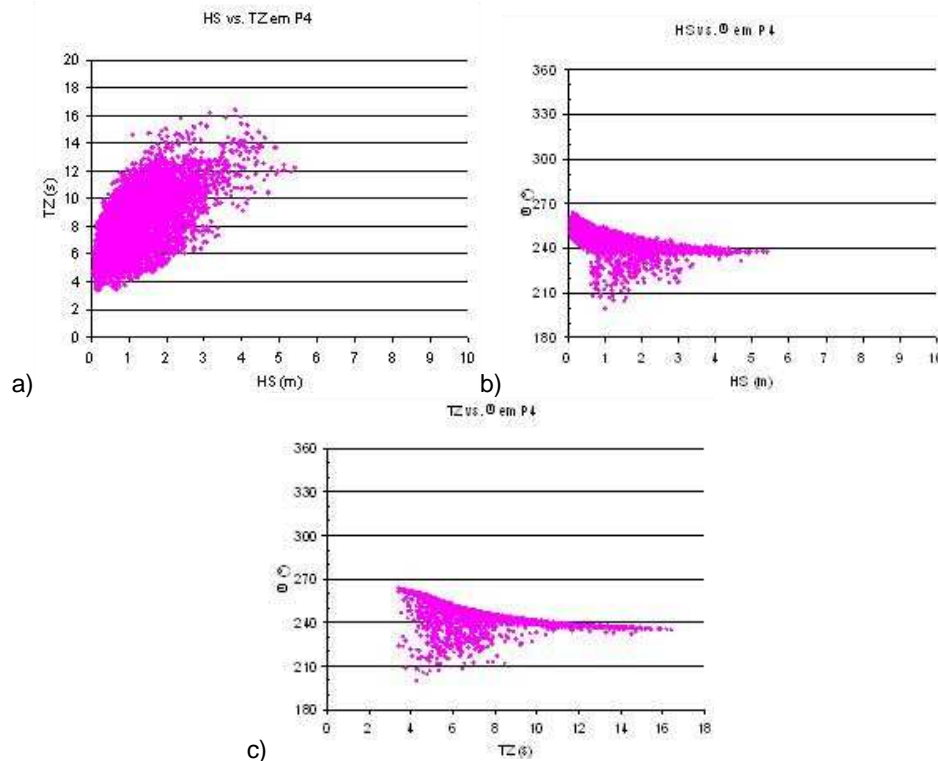 HS vs. TZ em P4
20
18
16
14
12
10
8
6
4
2
0
TZ (s)
0 1 2 3 4 5 6 7 8 9 10
HS (m)
a)
HS vs. Θ em P4
360
330
300
270
240
210
180
Θ (°)
0 1 2 3 4 5 6 7 8 9 10
HS (m)
b)
TZ vs. Θ em P4
360
330
300
270
240
210
180
Θ (°)
0 2 4 6 8 10 12 14 16 18
TZ (s)
c)